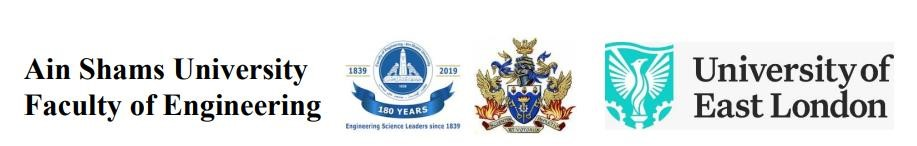 Ain Shams University
Faculty of Engineering
1839
2019
180 YEARS
Engineering Science Leaders since 1839
University of
East London